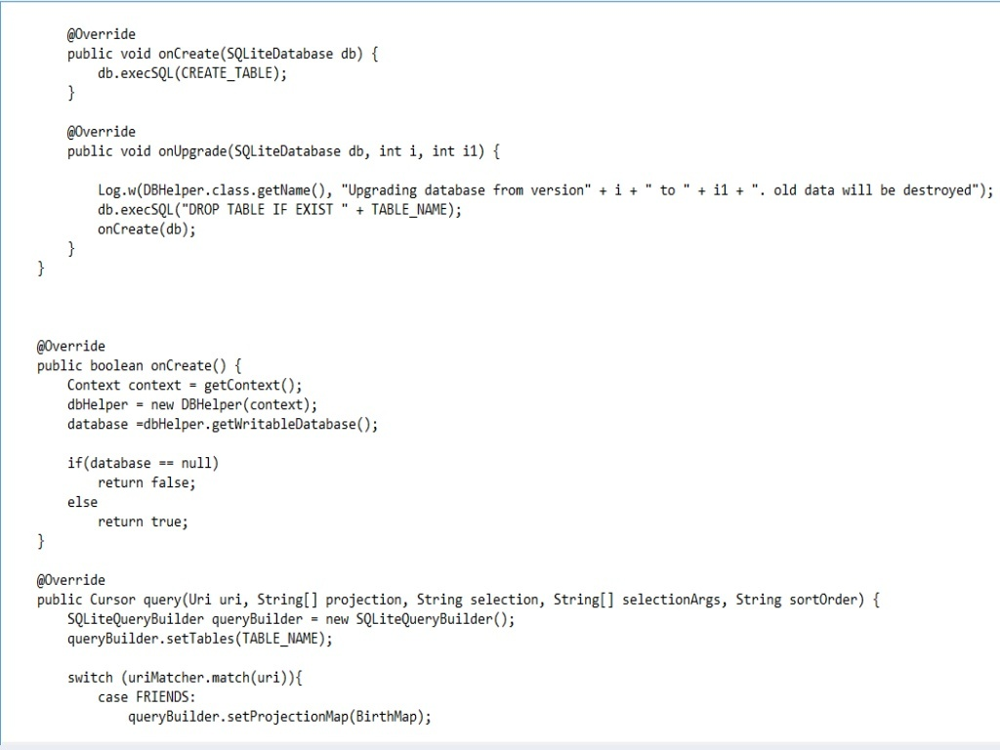 @Override
public void onCreate(SQLiteDatabase db) {
db.execSQL(CREATE_TABLE);
}
@Override
public void onUpgrade(SQLiteDatabase db, int i, int i1) {
Log.w(DBHelper.class.getName(), "Upgrading database from version" + i + " to " + i1 + ". old data will be destroyed");
db.execSQL("DROP TABLE IF EXIST " + TABLE_NAME);
onCreate(db);
}
}
@Override
public boolean onCreate() {
Context context = getContext();
dbHelper = new DBHelper(context);
database =dbHelper.getWritableDatabase();
if(database == null)
return false;
else
return true;
}
@Override
public Cursor query(Uri uri, String[] projection, String selection, String[] selectionArgs, String sortOrder) {
SQLiteQueryBuilder queryBuilder = new SQLiteQueryBuilder();
queryBuilder.setTables(TABLE_NAME);
switch (uriMatcher.match(uri)){
case FRIENDS:
queryBuilder.setProjectionMap(BirthMap);